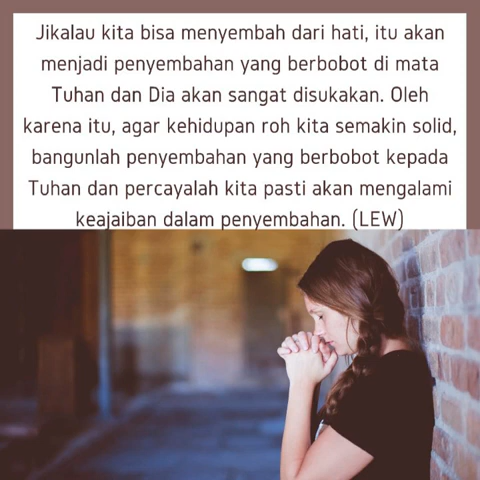 Jikalau kita bisa menyembah dari hati, itu akan
menjadi penyembahan yang berbobot di mata
Tuhan dan Dia akan sangat disukakan. Oleh
karena itu, agar kehidupan roh kita semakin solid,
bangunlah penyembahan yang berbobot kepada
Tuhan dan percayalah kita pasti akan mengalami
keajaiban dalam penyembahan. (LEW)